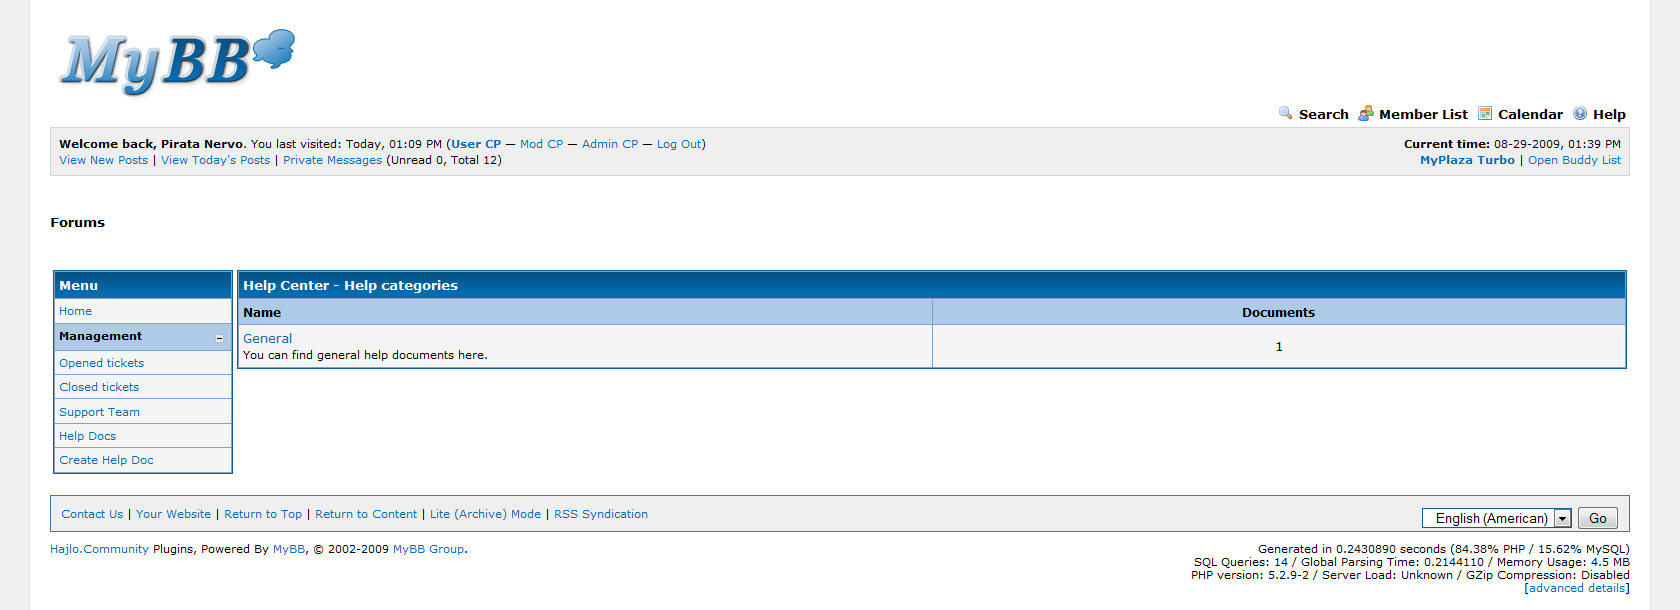 MyBB
Search Member List Calendar Help
Welcome back, Pirata Nervo. You last visited: Today, 01:09 PM (User CP — Mod CP — Admin CP — Log Out)
Current time: 08-29-2009, 01:39 PM
View New Posts | View Today's Posts | Private Messages (Unread 0, Total 12)
MyPlaza Turbo | Open Buddy List
Forums
Menu
Home
Management
Opened tickets
Closed tickets
Support Team
Help Docs
Create Help Doc
Help Center - Help categories
Name Documents
General
You can find general help documents here.
1
Contact Us | Your Website | Return to Top | Return to Content | Lite (Archive) Mode | RSS Syndication
English (American) Go
Hajlo.Community Plugins, Powered By MyBB, © 2002-2009 MyBB Group.
Generated in 0.2430890 seconds (84.38% PHP / 15.62% MySQL)
SQL Queries: 14 / Global Parsing Time: 0.2144110 / Memory Usage: 4.5 MB
PHP version: 5.2.9-2 / Server Load: Unknown / GZip Compression: Disabled
[advanced details]